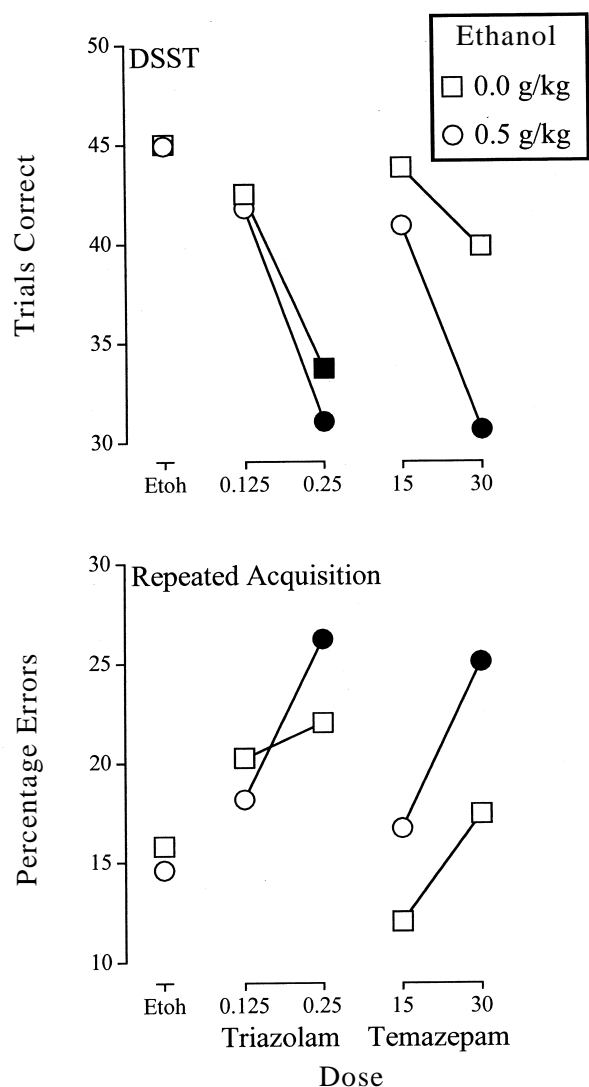 Ethanol
0.0 g/kg
0.5 g/kg
DSST
Trials Correct
50
45
40
35
30
Etoh 0.125 0.25 15 30
Repeated Acquisition
Percentage Errors
30
25
20
15
10
Etoh 0.125 0.25 15 30
Triazolam Temazepam
Dose